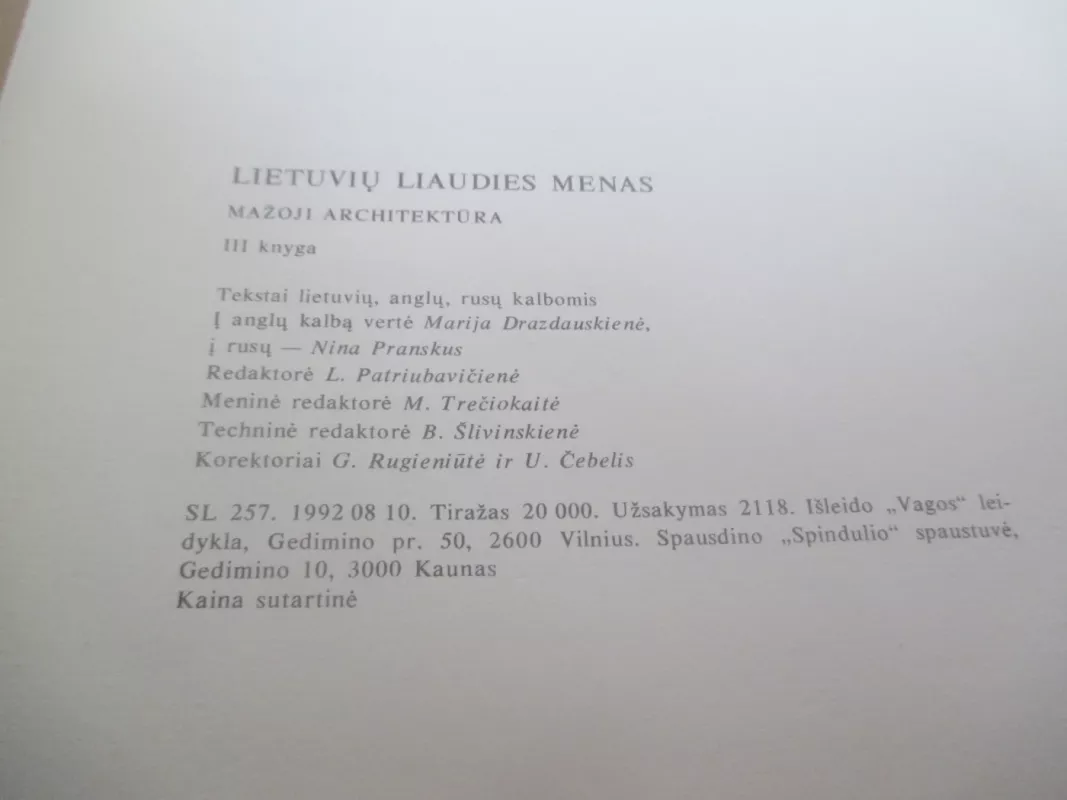 LIETUVIŲ LIAUDIES MENAS
MAŽOJI ARCHITEKTŪRA
III knyga
Tekstai lietuvių, anglų, rusų kalbomis
Į anglų kalbą vertė Marija Drazdauskienė,
į rusų — Nina Pranskus
Redaktorė L. Patriubavičienė
Meninė redaktorė M. Trečiokaitė
Techninė redaktorė B. Šlivinskienė
Korektoriai G. Rugieniūtė ir U. Čebelis
SL 257. 1992 08 10. Tiražas 20 000. Užsakymas 2118. Išleido „Vagos“ lei-
dykla, Gedimino pr. 50, 2600 Vilnius. Spausdino „Spindulio“ spaustuvė,
Gedimino 10, 3000 Kaunas
Kaina sutartinė